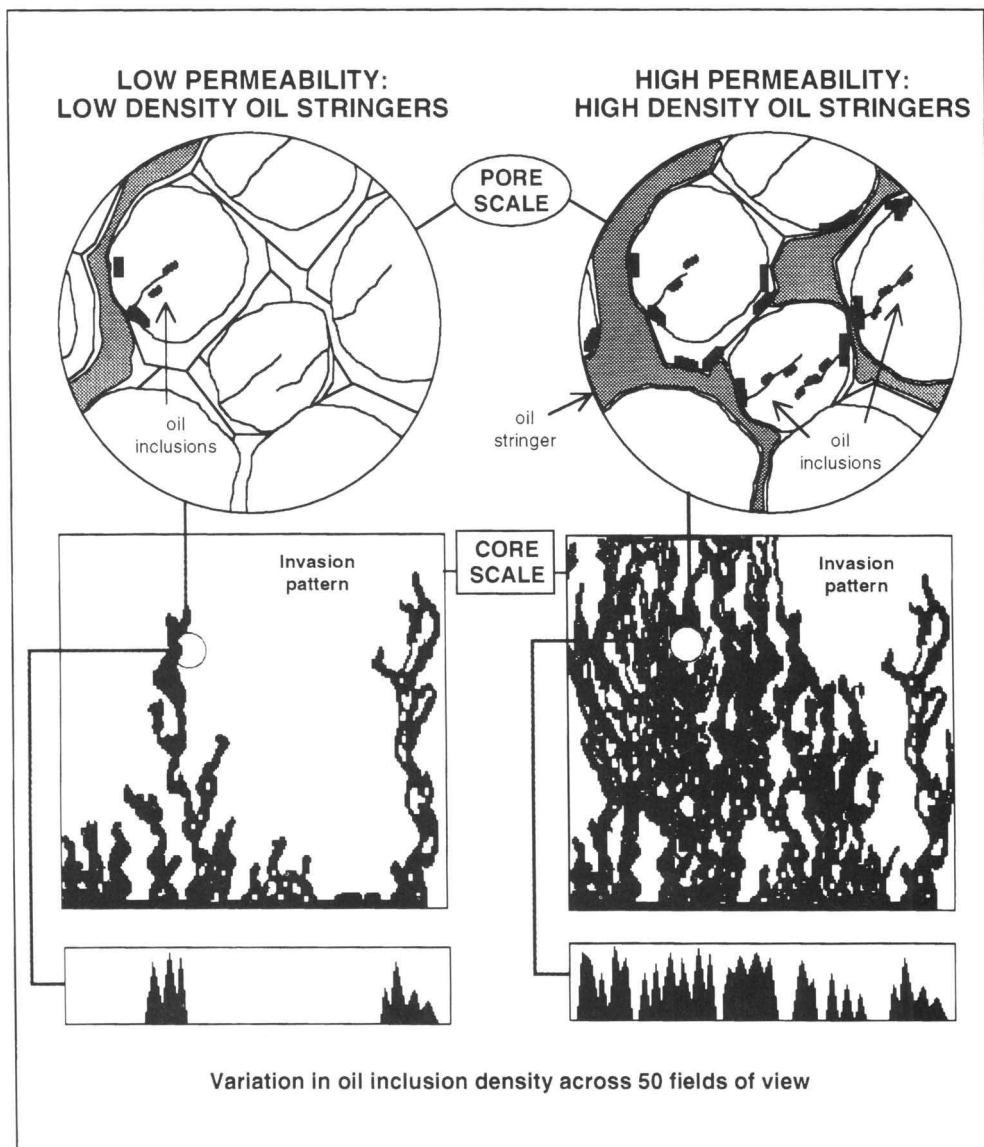 LOW PERMEABILITY:
LOW DENSITY OIL STRINGERS
HIGH PERMEABILITY:
HIGH DENSITY OIL STRINGERS
PORE
SCALE
oil
inclusions
oil
stringer
oil
inclusions
Invasion
pattern
CORE
SCALE
Invasion
pattern
Variation in oil inclusion density across 50 fields of view